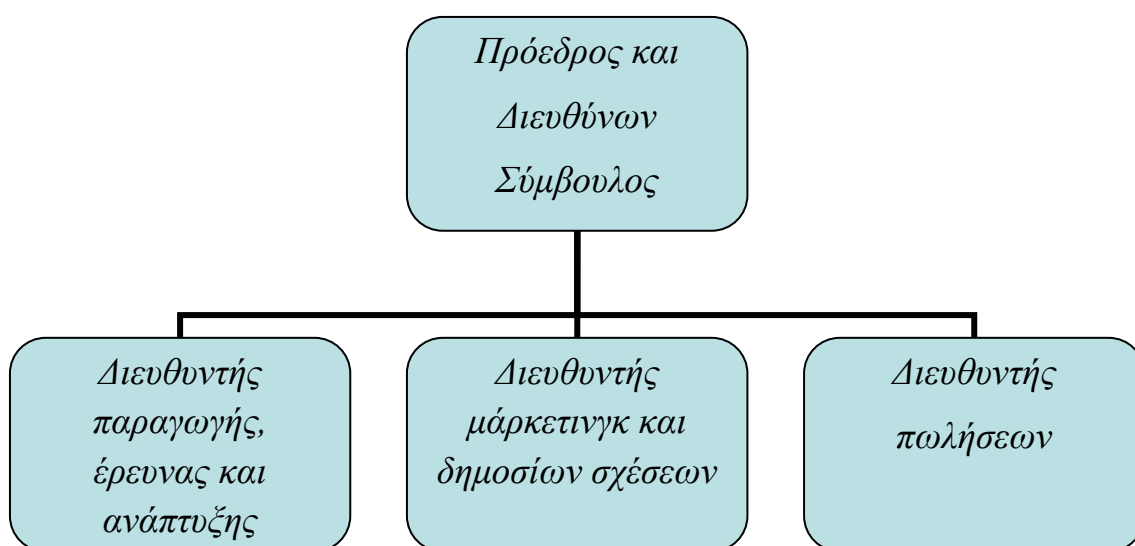 Πρόεδρος και
Διευθύνων
Σύμβουλος
Διευθυντής
παραγωγής,
έρευνας και
ανάπτυξης
Διευθυντής
μάρκετινγκ και
δημοσίων σχέσεων
Διευθυντής
πωλήσεων